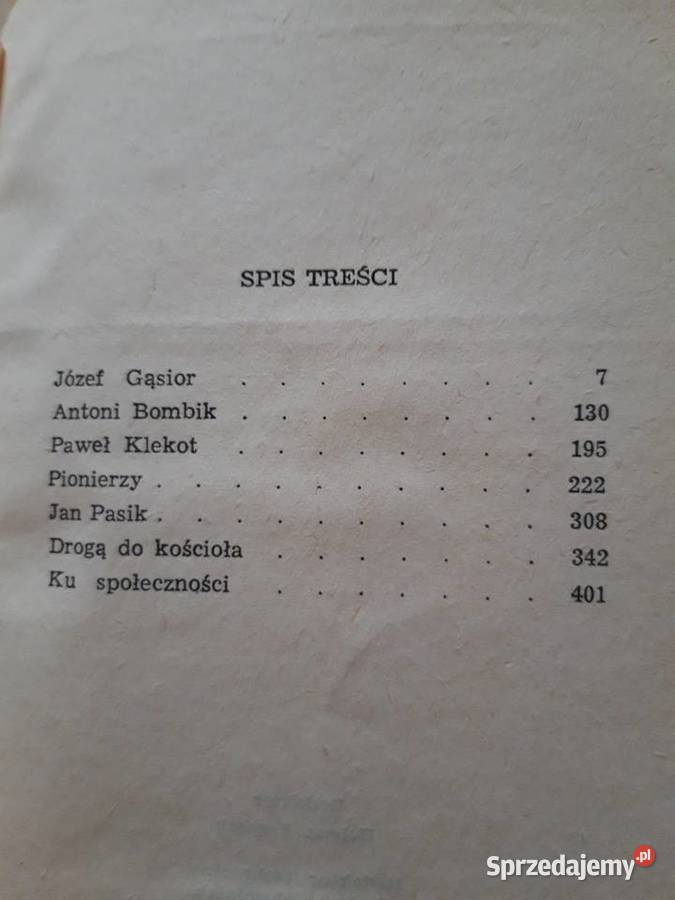 SPIS TREŚCI
Józef Gąsior . . . . . . . . 7
Antoni Bombik . . . . . . . . 130
Paweł Klekot . . . . . . . . 195
Pionierzy . . . . . . . . . . 222
Jan Pasik . . . . . . . . . . 308
Drogą do kościoła . . . . . . . 342
Ku społeczności . . . . . . . 401
Sprzedajemy.pl